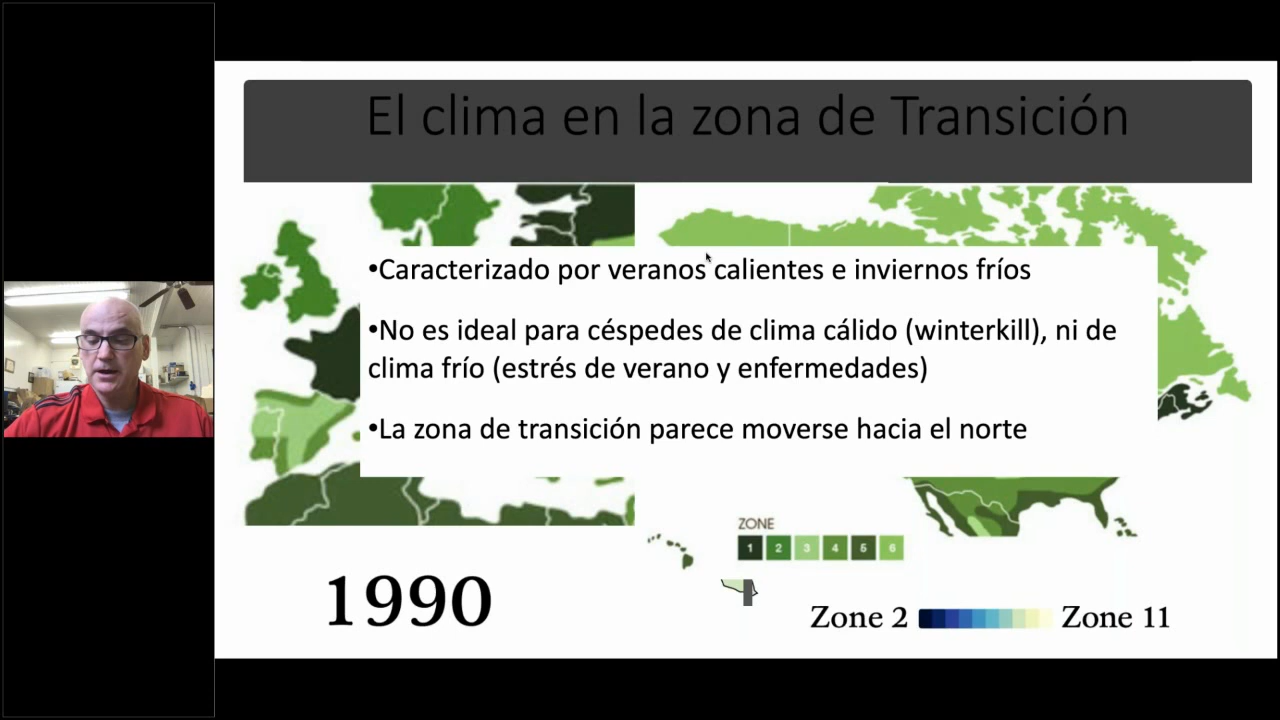 El clima en la zona de Transición
•Caracterizado por veranos calientes e inviernos fríos
•No es ideal para céspedes de clima cálido (winterkill), ni de
clima frío (estrés de verano y enfermedades)
•La zona de transición parece moverse hacia el norte
ZONE
1 2 3 4 5 6
1990
Zone 2 Zone 11